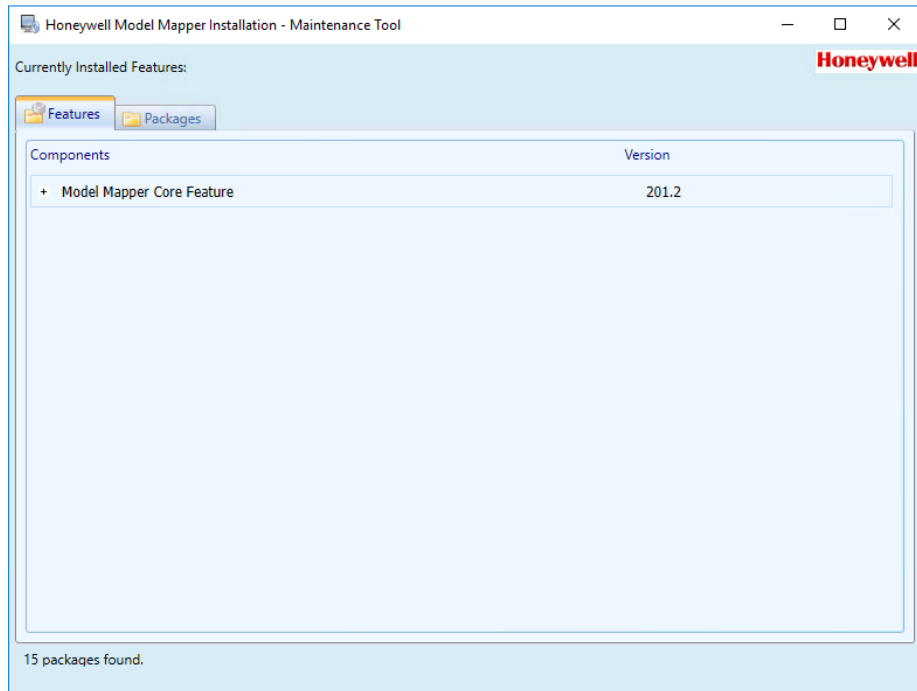 Honeywell Model Mapper Installation - Maintenance Tool
Currently Installed Features:
Honeywell
Features
Packages
Components Version
+ Model Mapper Core Feature 201.2
15 packages found.